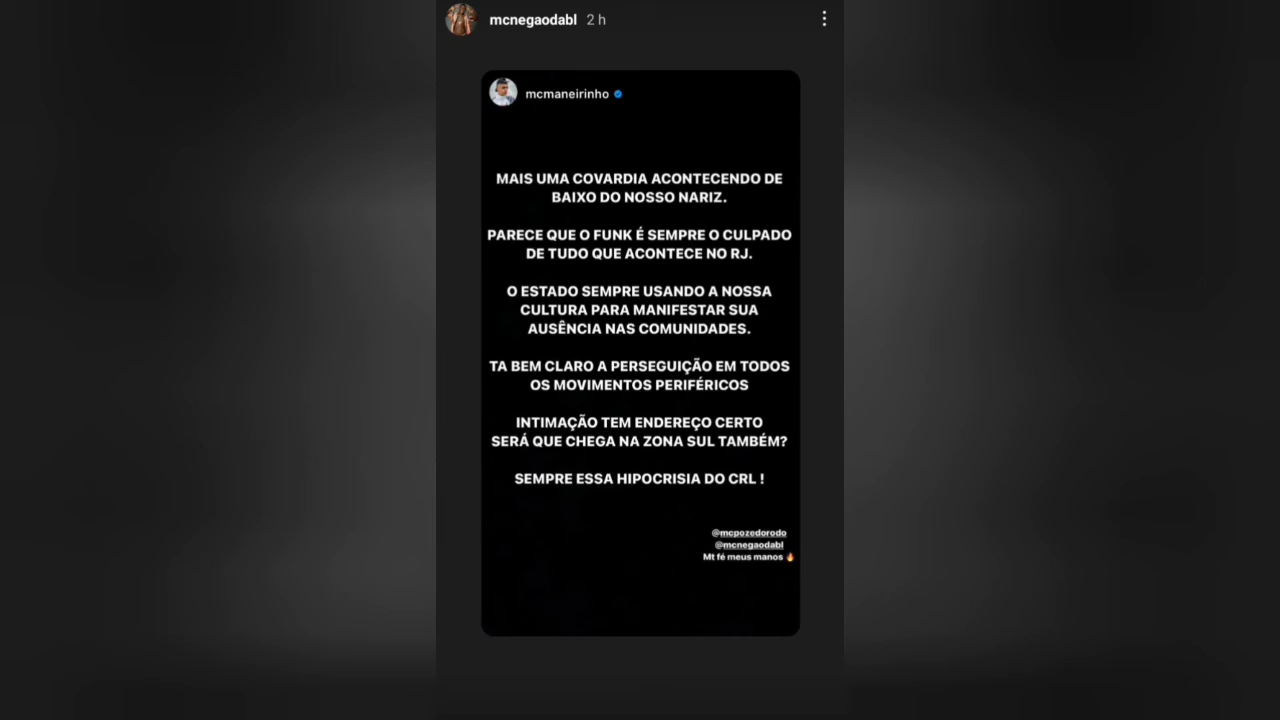 mcnegaodabl 2 h
mcmaneirinho
MAIS UMA COVARDIA ACONTECENDO DE
BAIXO DO NOSSO NARIZ.
PARECE QUE O FUNK É SEMPRE O CULPADO
DE TUDO QUE ACONTECE NO RJ.
O ESTADO SEMPRE USANDO A NOSSA
CULTURA PARA MANIFESTAR SUA
AUSÊNCIA NAS COMUNIDADES.
TA BEM CLARO A PERSEGUIÇÃO EM TODOS
OS MOVIMENTOS PERIFÉRICOS
INTIMAÇÃO TEM ENDEREÇO CERTO
SERÁ QUE CHEGA NA ZONA SUL TAMBÉM?
SEMPRE ESSA HIPOCRISIA DO CRL !
@mcpozedorodo
@mcnegaodabl
Mt fé meus manos 🔥